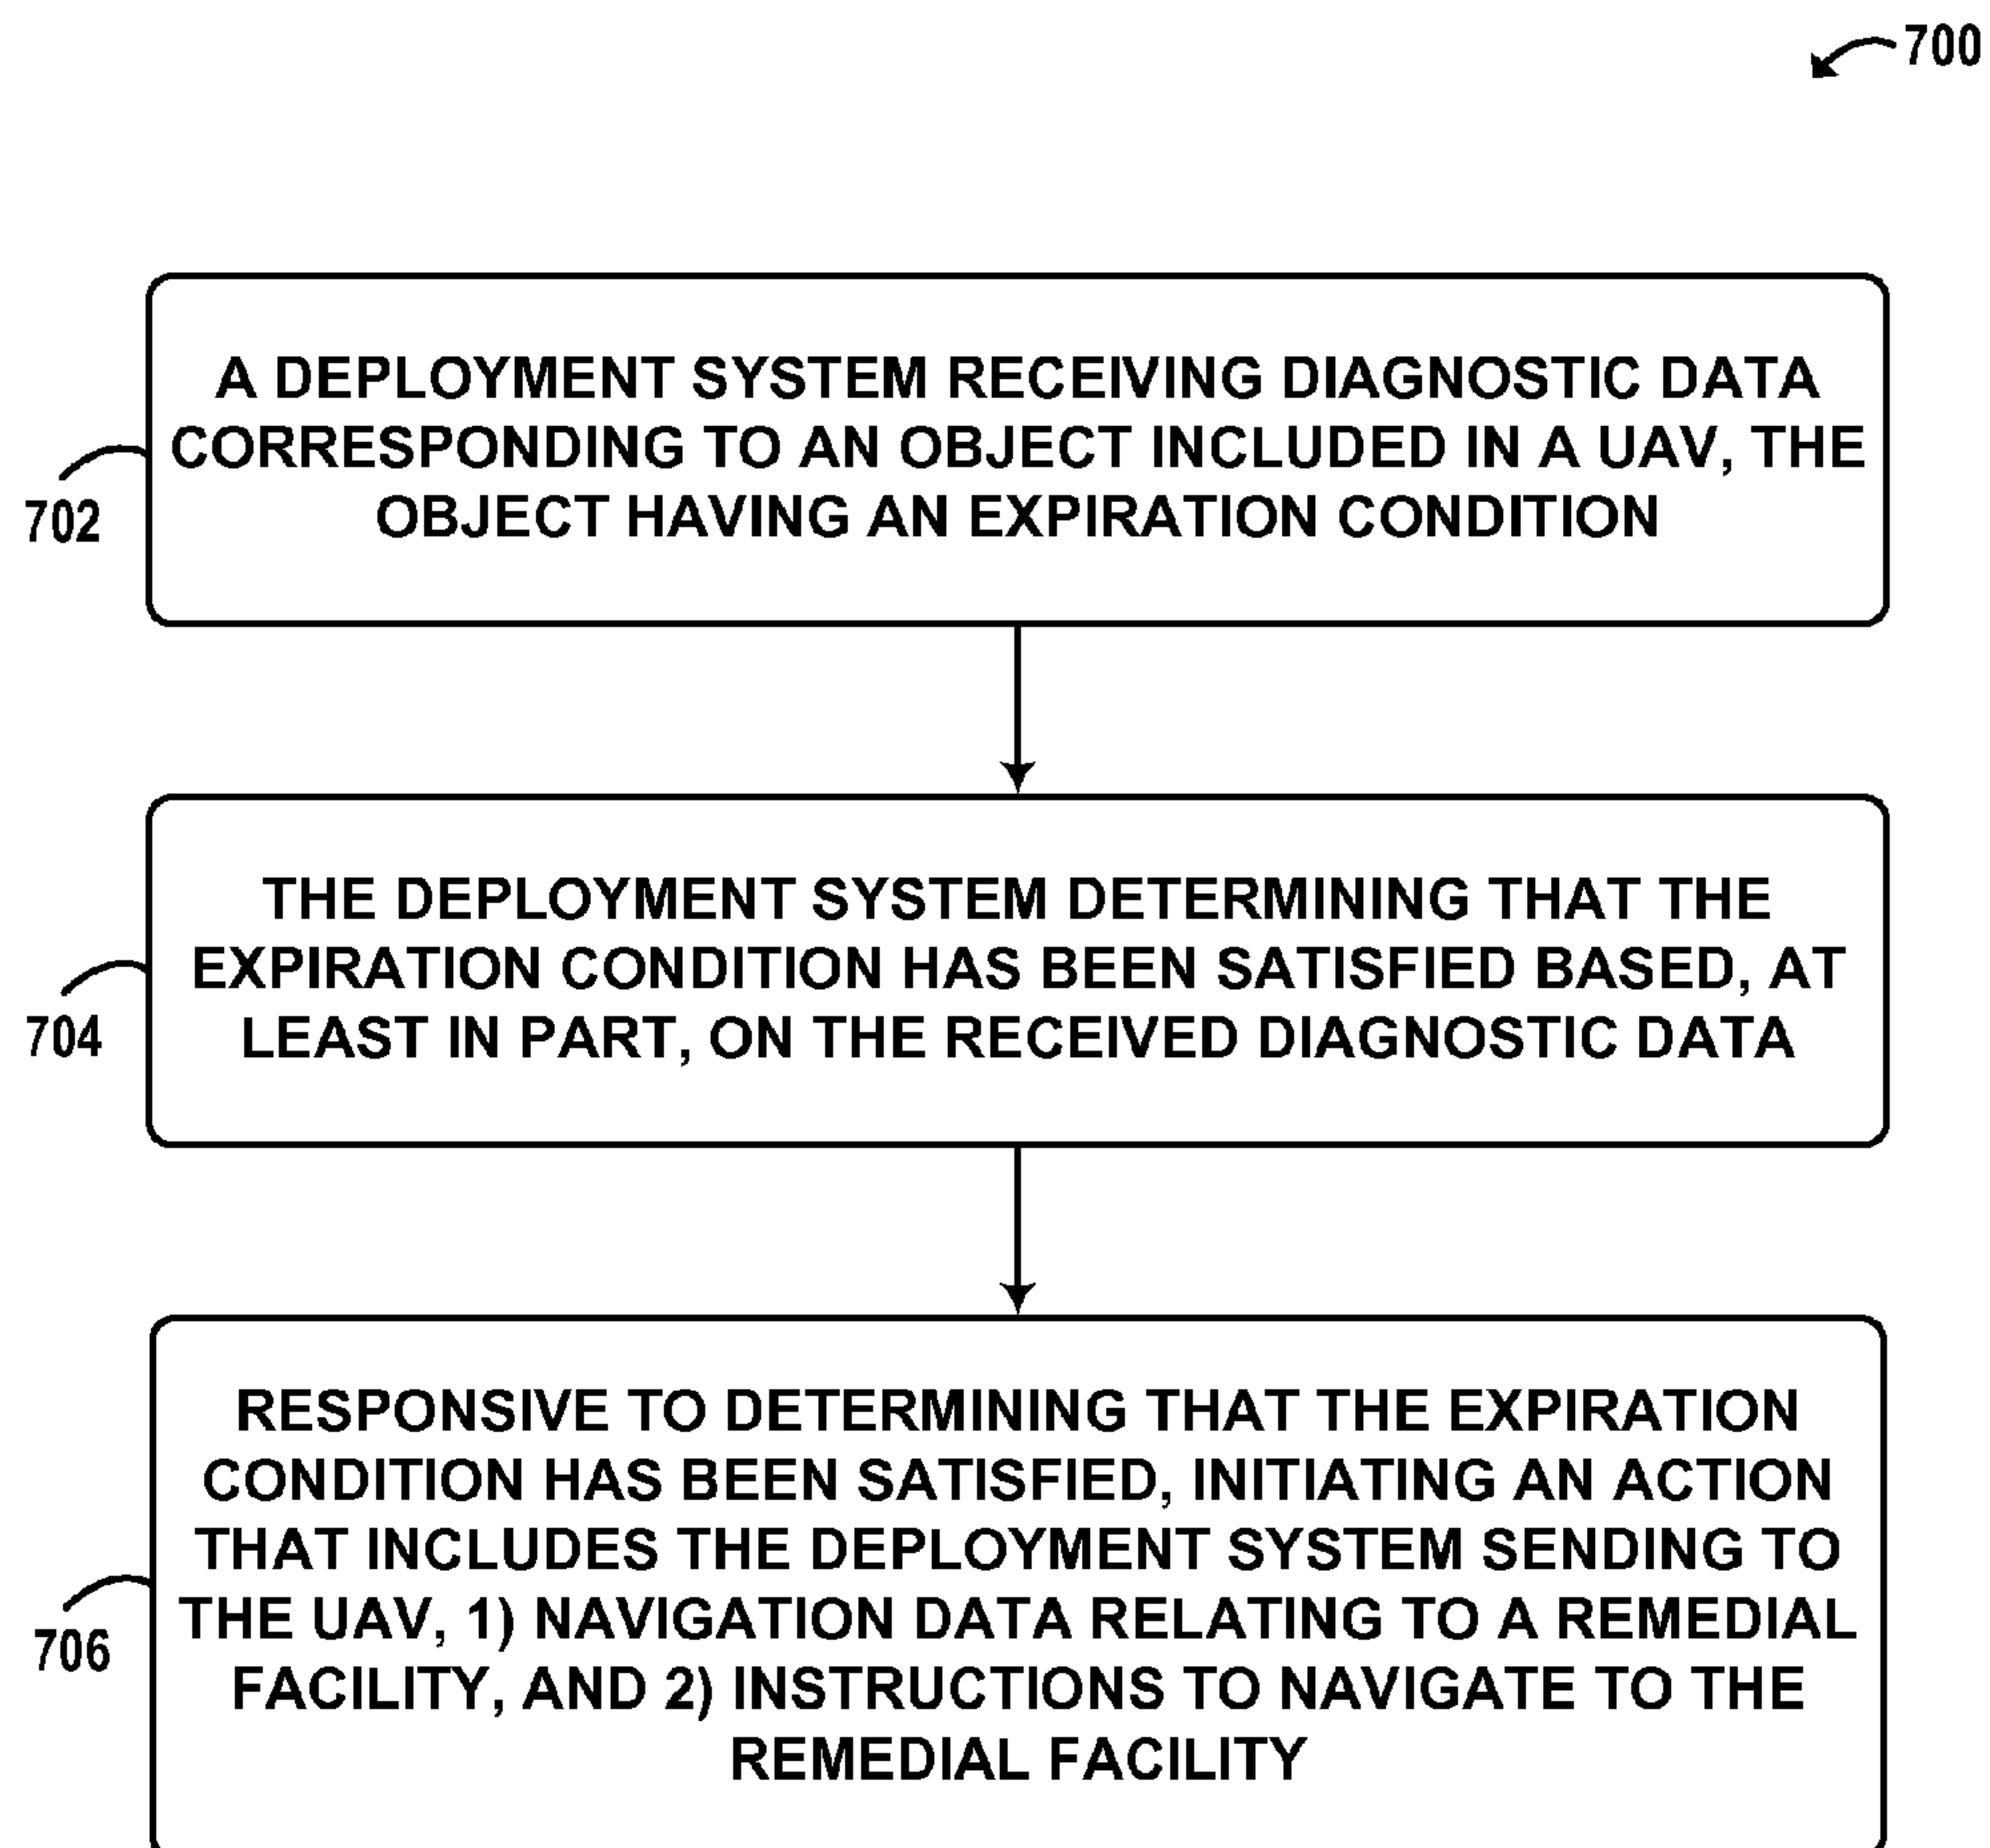 700
A DEPLOYMENT SYSTEM RECEIVING DIAGNOSTIC DATA
CORRESPONDING TO AN OBJECT INCLUDED IN A UAV, THE
OBJECT HAVING AN EXPIRATION CONDITION
702
THE DEPLOYMENT SYSTEM DETERMINING THAT THE
EXPIRATION CONDITION HAS BEEN SATISFIED BASED, AT
LEAST IN PART, ON THE RECEIVED DIAGNOSTIC DATA
704
RESPONSIVE TO DETERMINING THAT THE EXPIRATION
CONDITION HAS BEEN SATISFIED, INITIATING AN ACTION
THAT INCLUDES THE DEPLOYMENT SYSTEM SENDING TO
THE UAV, 1) NAVIGATION DATA RELATING TO A REMEDIAL
FACILITY, AND 2) INSTRUCTIONS TO NAVIGATE TO THE
REMEDIAL FACILITY
706